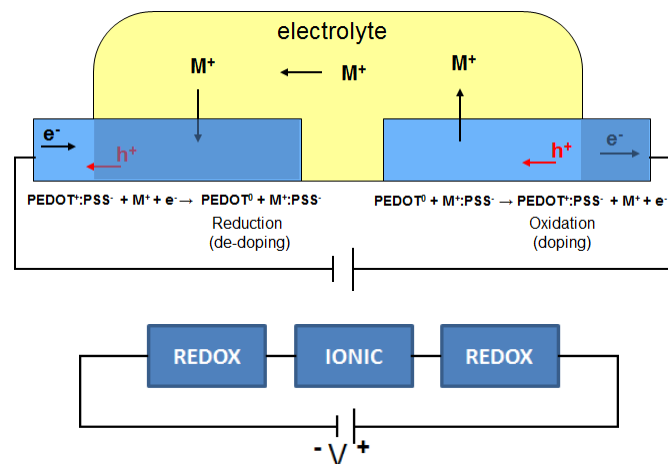 electrolyte
M⁺ M⁺ M⁺
e⁻ h⁺ h⁺ e⁻
PEDOT⁺:PSS⁻ + M⁺ + e⁻ → PEDOT⁰ + M⁺:PSS⁻
PEDOT⁰ + M⁺:PSS⁻ → PEDOT⁺:PSS⁻ + M⁺ + e⁻
Reduction
(de-doping)
Oxidation
(doping)
REDOX IONIC REDOX
- V +